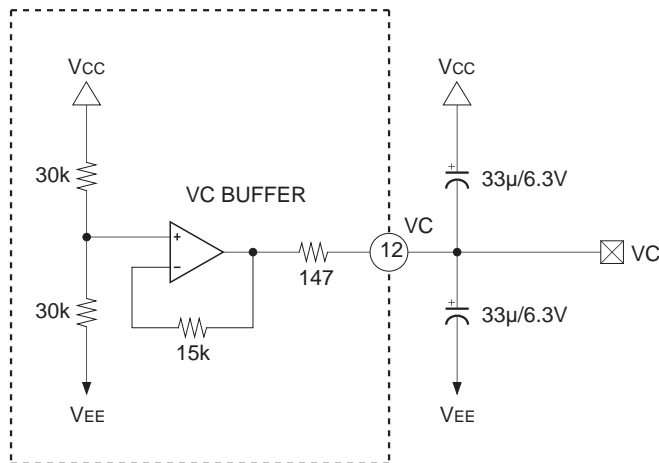 VCC
VCC
30k
VC BUFFER
33µ/6.3V
+
+
VC
12
VC
−
147
30k
+
33µ/6.3V
15k
VEE
VEE